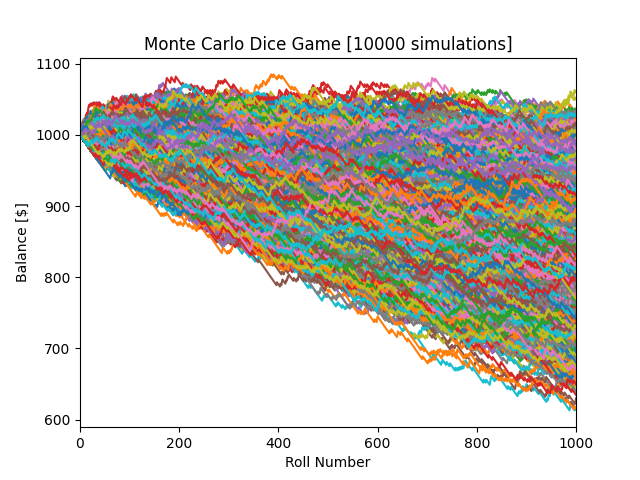 Monte Carlo Dice Game [10000 simulations]
1100
1000
900
800
700
600
Balance [$]
0 200 400 600 800 1000
Roll Number